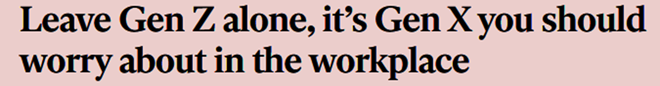 Leave Gen Z alone, it’s Gen X you should
worry about in the workplace